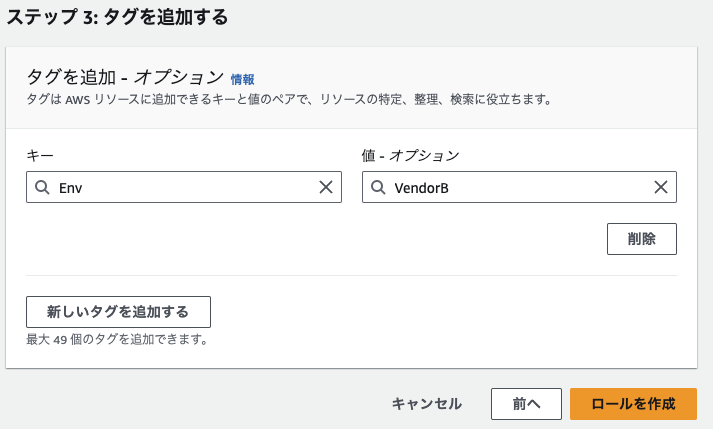 ステップ 3: タグを追加する
タグを追加 - オプション 情報
タグは AWS リソースに追加できるキーと値のペアで、リソースの特定、整理、検索に役立ちます。
キー
値 - オプション
Env
VendorB
削除
新しいタグを追加する
最大 49 個のタグを追加できます。
キャンセル 前へ ロールを作成